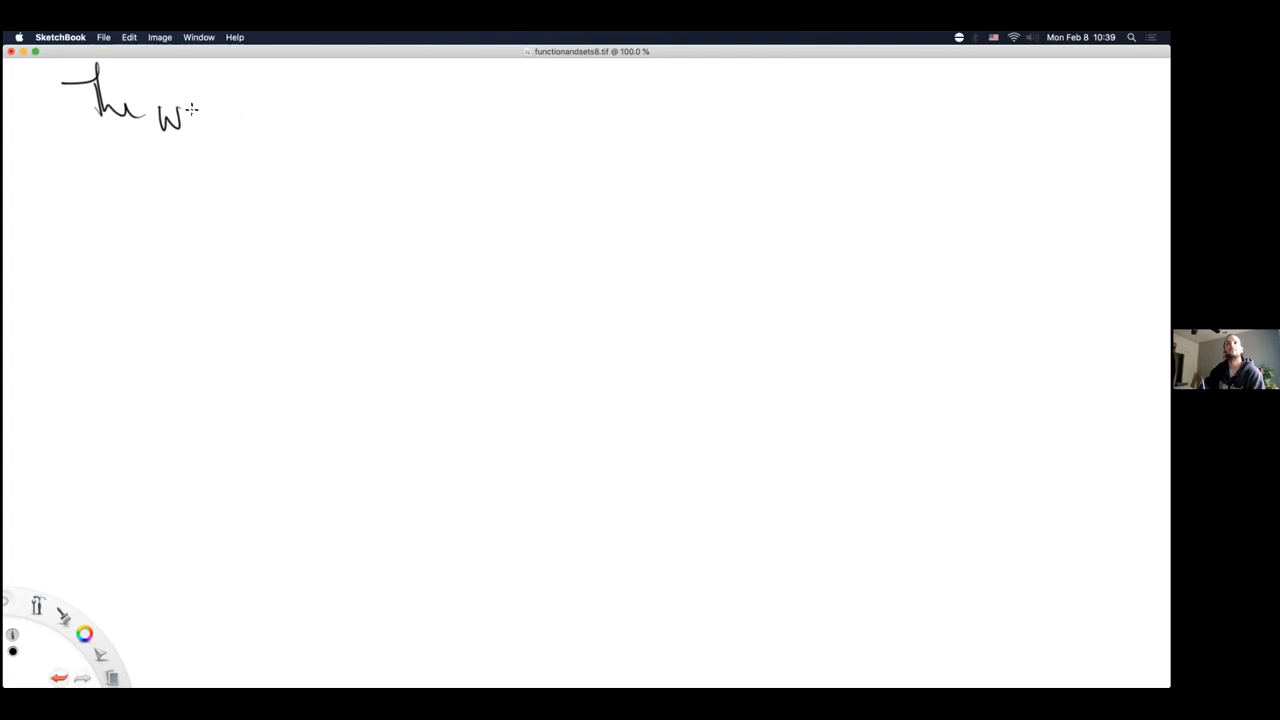 SketchBook File Edit Image Window Help Mon Feb 8 10:39
functionandsets8.tif @ 100.0 %
The w